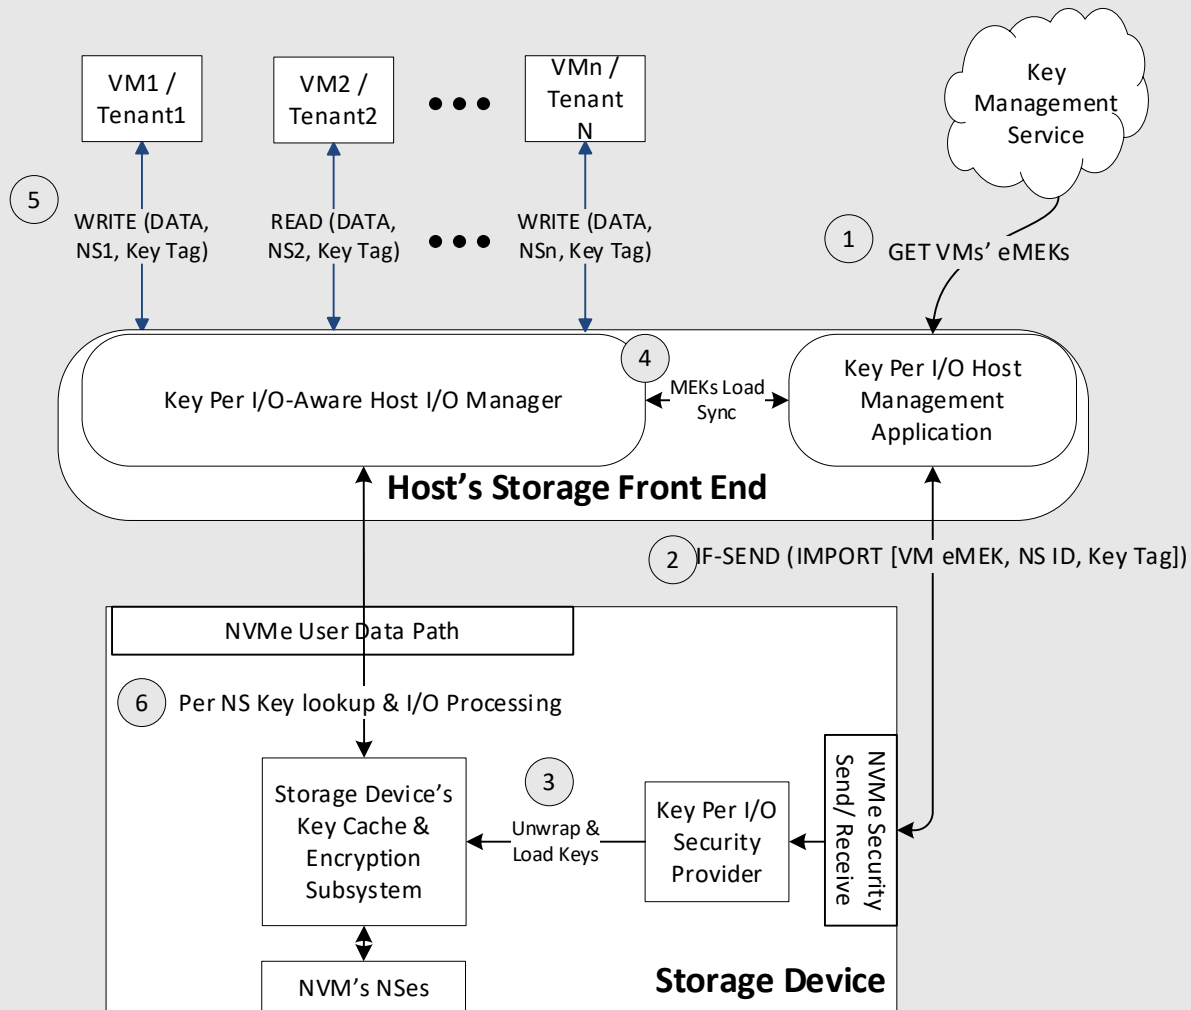 VM1 /
Tenant1
VM2 /
Tenant2
VMn /
Tenant
N
Key
Management
Service
5
WRITE (DATA,
NS1, Key Tag)
READ (DATA,
NS2, Key Tag)
WRITE (DATA,
NSn, Key Tag)
1
GET VMs’ eMEKs
Key Per I/O-Aware Host I/O Manager
4
MEKs Load
Sync
Key Per I/O Host
Management
Application
Host’s Storage Front End
2
IF-SEND (IMPORT [VM eMEK, NS ID, Key Tag])
NVMe User Data Path
6
Per NS Key lookup & I/O Processing
Storage Device’s
Key Cache &
Encryption
Subsystem
3
Unwrap &
Load Keys
Key Per I/O
Security
Provider
NVMe Security
Send/ Receive
NVM’s NSes
Storage Device